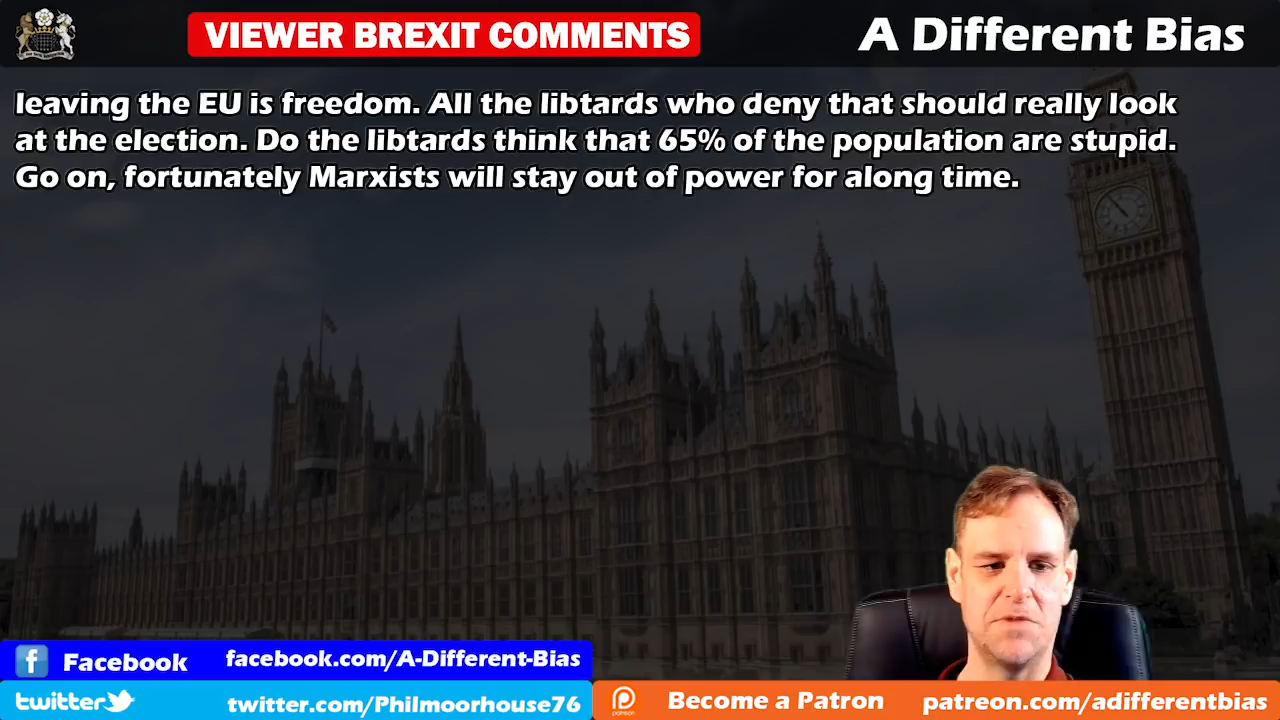 VIEWER BREXIT COMMENTS
A Different Bias
leaving the EU is freedom. All the libtards who deny that should really look
at the election. Do the libtards think that 65% of the population are stupid.
Go on, fortunately Marxists will stay out of power for along time.
f Facebook
facebook.com/A-Different-Bias
twitter
twitter.com/Philmoorhouse76
patreon
Become a Patron
patreon.com/adifferentbias